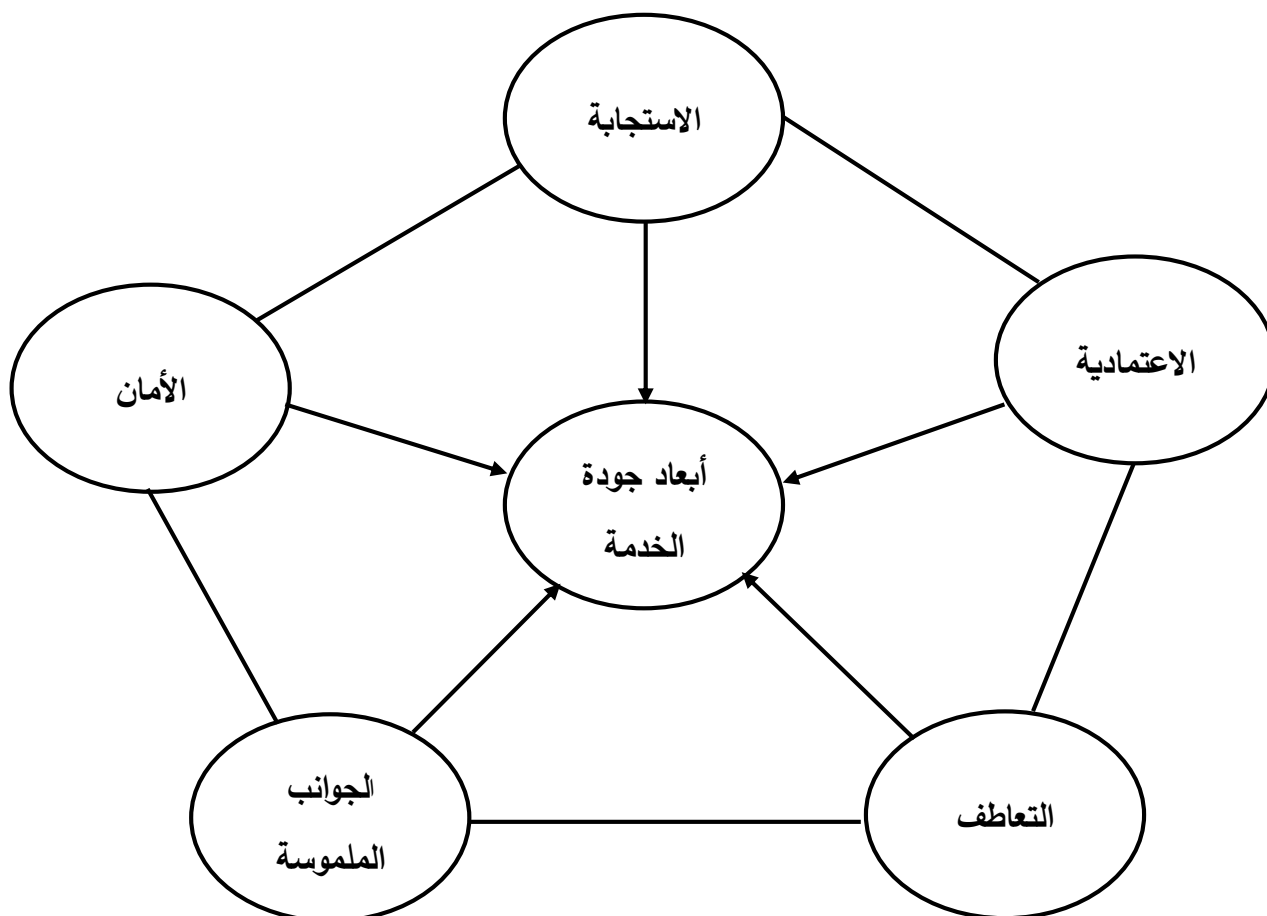 الاستجابة
الاعتمادية
الأمان
أبعاد جودة
الخدمة
الجوانب
الملموسة
التعاطف